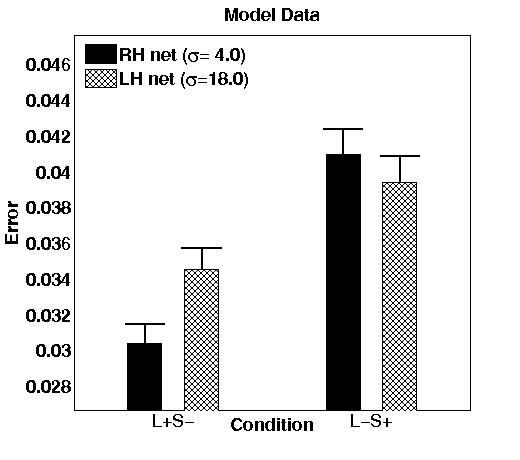 Model Data
RH net (σ= 4.0)
LH net (σ=18.0)
0.046
0.044
0.042
0.04
0.038
0.036
0.034
0.032
0.03
0.028
Error
L+S−
L−S+
Condition